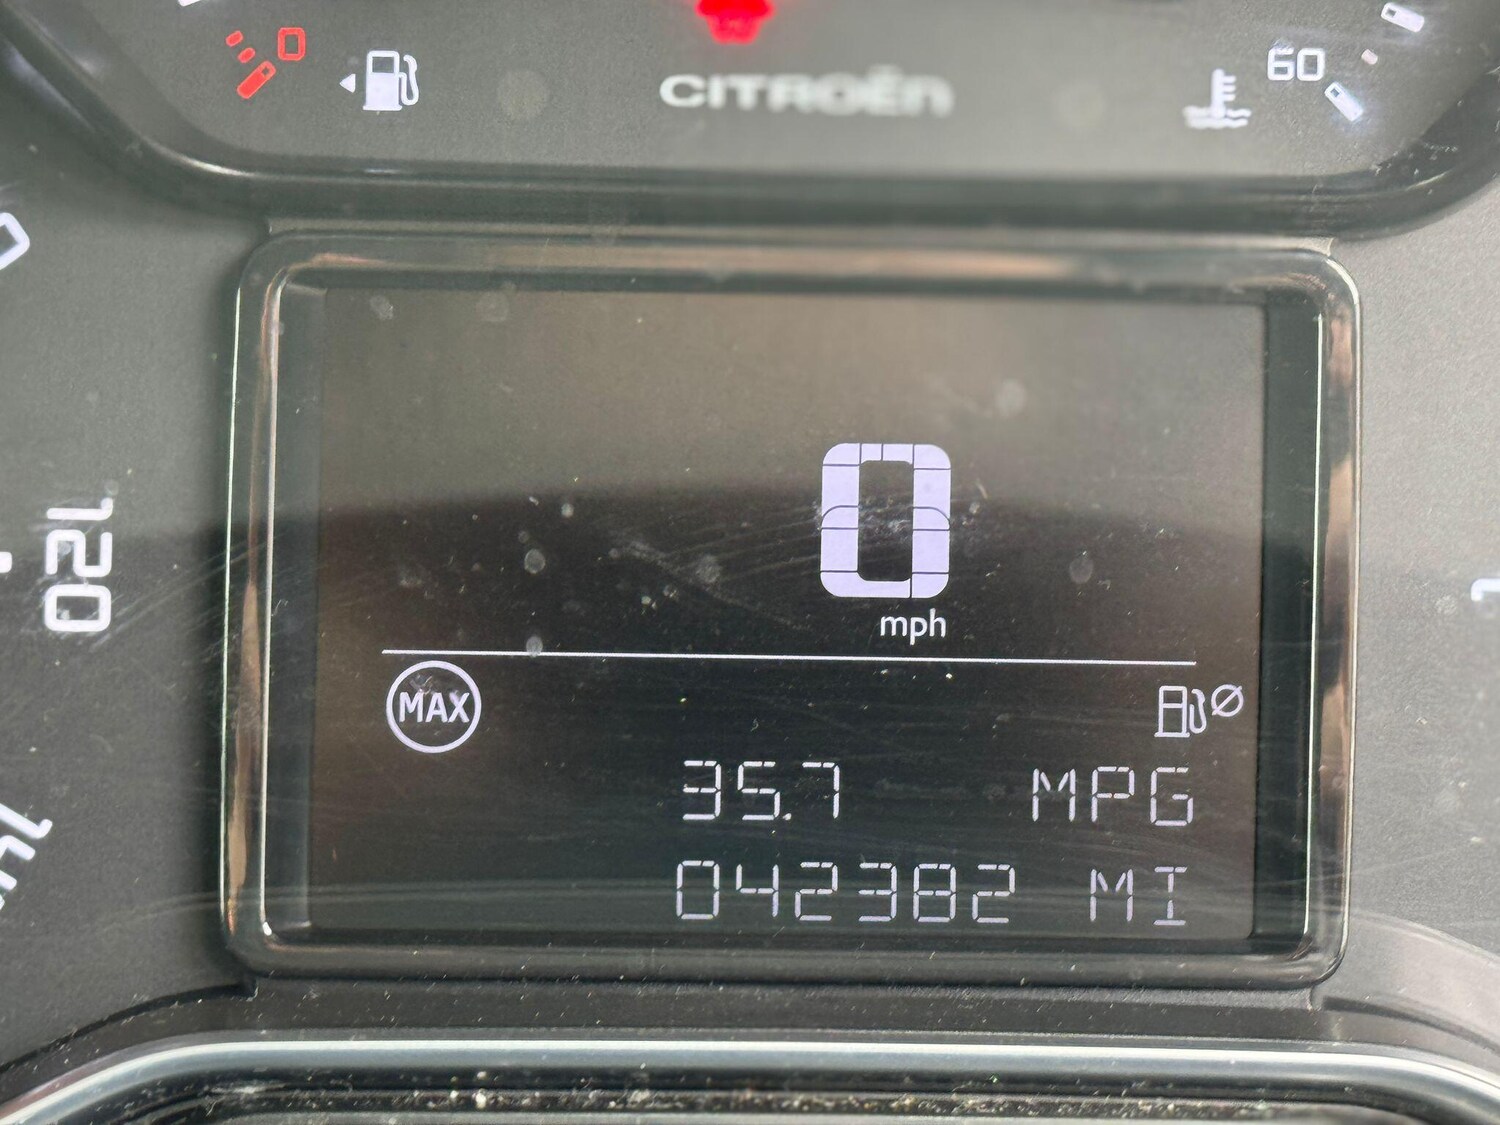 0
CITROËN
60
120
0
mph
MAX
35.7 MPG
042382 MI